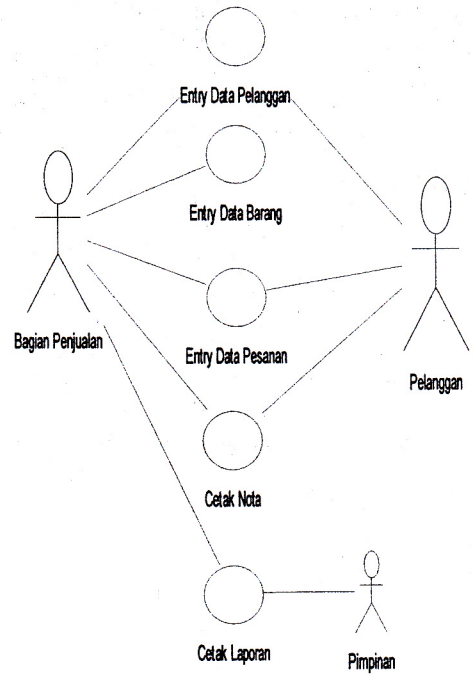 Entry Data Pelanggan
Entry Data Barang
Bagian Penjualan
Entry Data Pesanan
Pelanggan
Cetak Nota
Cetak Laporan
Pimpinan